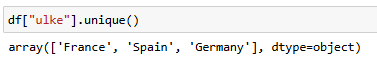 df["ulke"].unique()
array(['France', 'Spain', 'Germany'], dtype=object)